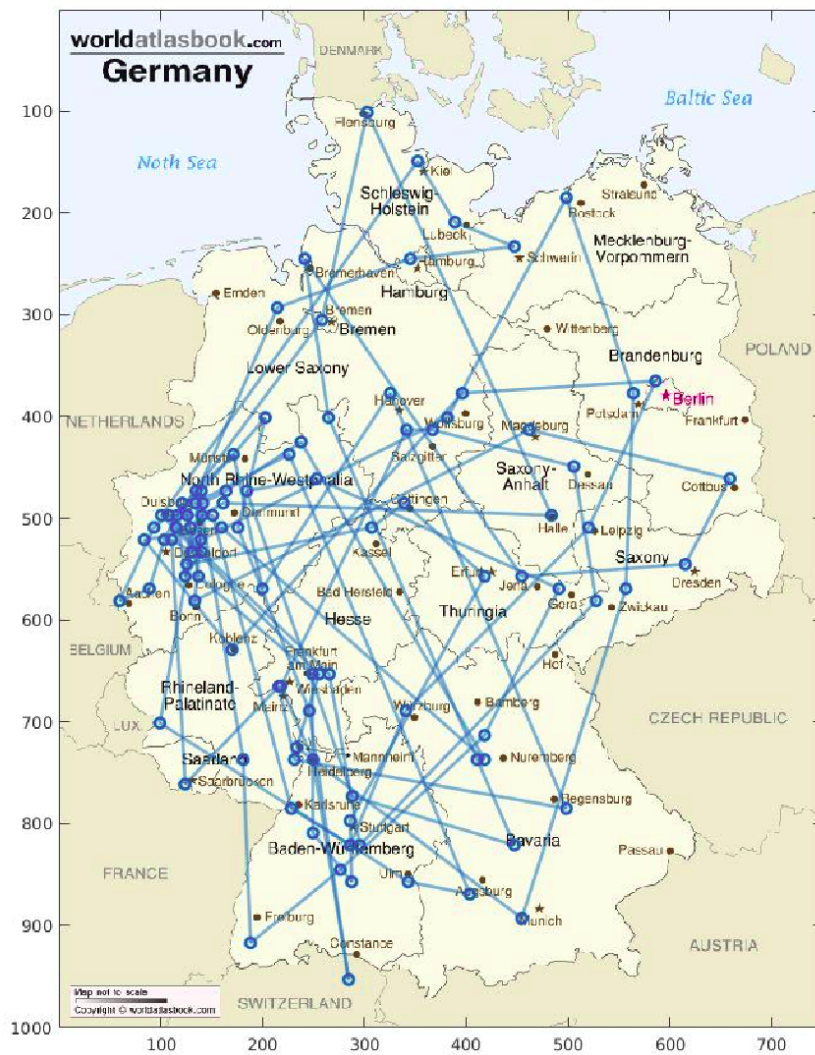 worldatlasbook.com
Germany
DENMARK
Baltic Sea
Noth Sea
Flensburg
Kiel
Schleswig-
Holstein
Stralsund
Rostock
Lubeck
Mecklenburg-
Vorpommern
Hamburg
Schwerin
Bremerhaven
Hamburg
Emden
Bremen
Oldenburg
Bremen
Wittenberg
Lower Saxony
Brandenburg
POLAND
Hanover
Berlin
NETHERLANDS
Wolfsburg
Magdeburg
Potsdam
Frankfurt
Munster
Salzgitter
North Rhine-Westphalia
Saxony-
Anhalt
Dessau
Cottbus
Duisburg
Gottingen
Dortmund
Halle
Leipzig
Kassel
Saxony
Erfurt
Jena
Dresden
Cologne
Aachen
Bad Hersfeld
Gera
Zwickau
Bonn
Hesse
Thuringia
BELGIUM
Koblenz
Frankfurt
am Main
Hof
Rhineland-
Palatinate
Wiesbaden
Mainz
Wurzburg
Bamberg
LUX.
CZECH REPUBLIC
Saarland
Mannheim
Nuremberg
Saarbrucken
Heidelberg
Karlsruhe
Regensburg
Stuttgart
Bavaria
Baden-Wurttemberg
Passau
FRANCE
Ulm
Augsburg
Freiburg
Munich
Constance
AUSTRIA
SWITZERLAND
Map not to scale
Copyright © worldatlasbook.com
100
200
300
400
500
600
700
800
900
1000
100 200 300 400 500 600 700